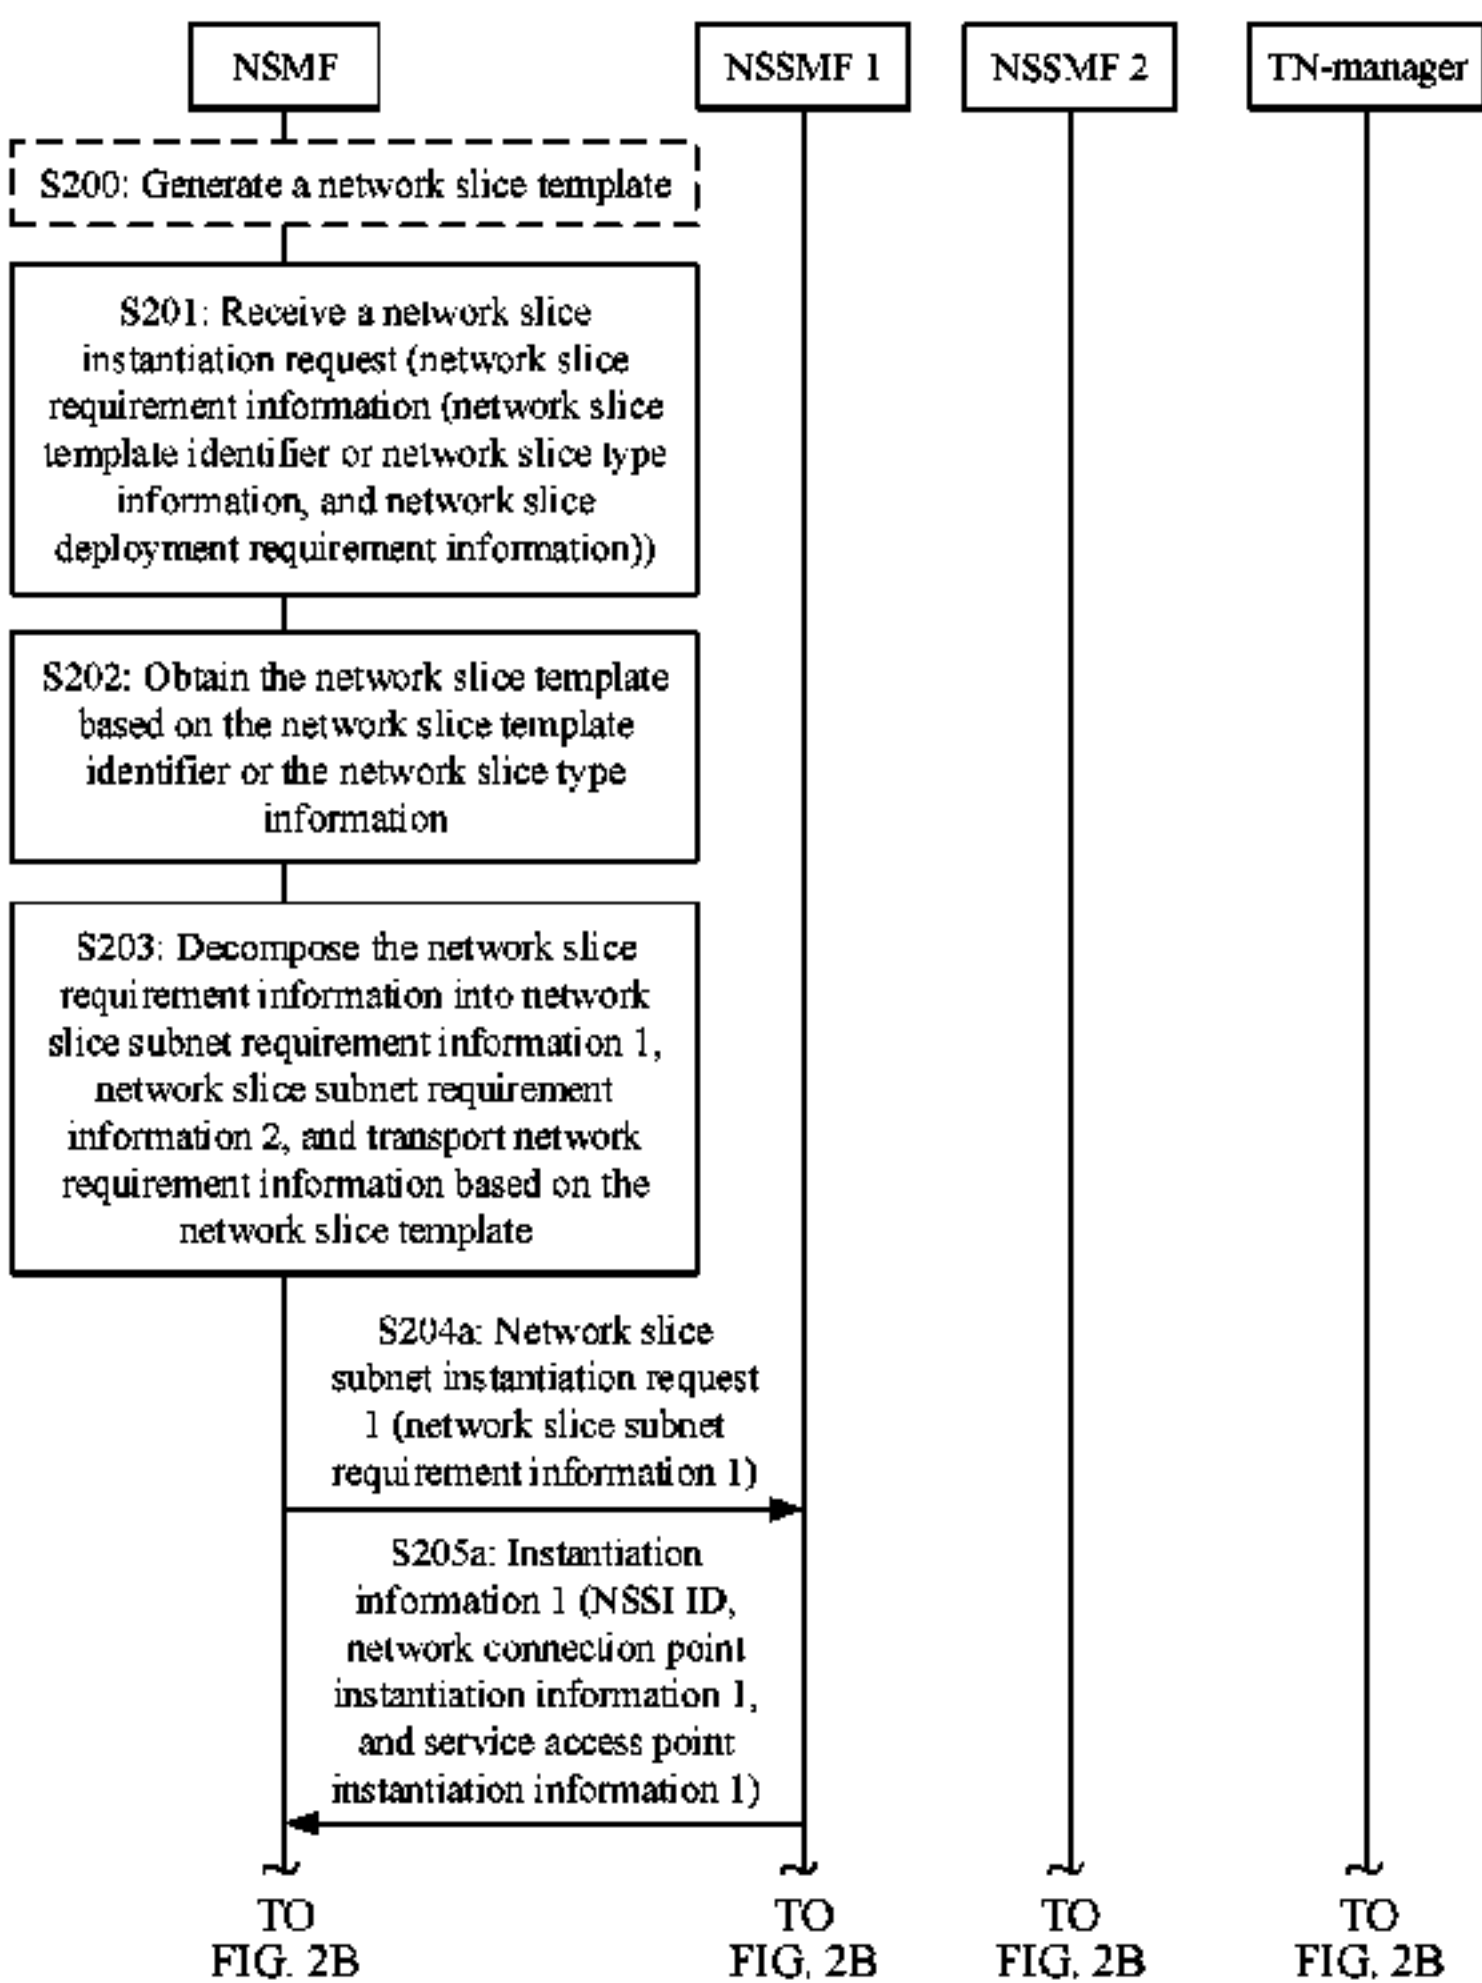 NSMF
NSSMF 1
NSSMF 2
TN-manager
S200: Generate a network slice template
S201: Receive a network slice
instantiation request (network slice
requirement information (network slice
template identifier or network slice type
information, and network slice
deployment requirement information))
S202: Obtain the network slice template
based on the network slice template
identifier or the network slice type
information
S203: Decompose the network slice
requirement information into network
slice subnet requirement information 1,
network slice subnet requirement
information 2, and transport network
requirement information based on the
network slice template
S204a: Network slice
subnet instantiation request
1 (network slice subnet
requirement information 1)
S205a: Instantiation
information 1 (NSSI ID,
network connection point
instantiation information 1,
and service access point
instantiation information 1)
TO
FIG. 2B
TO
FIG. 2B
TO
FIG. 2B
TO
FIG. 2B